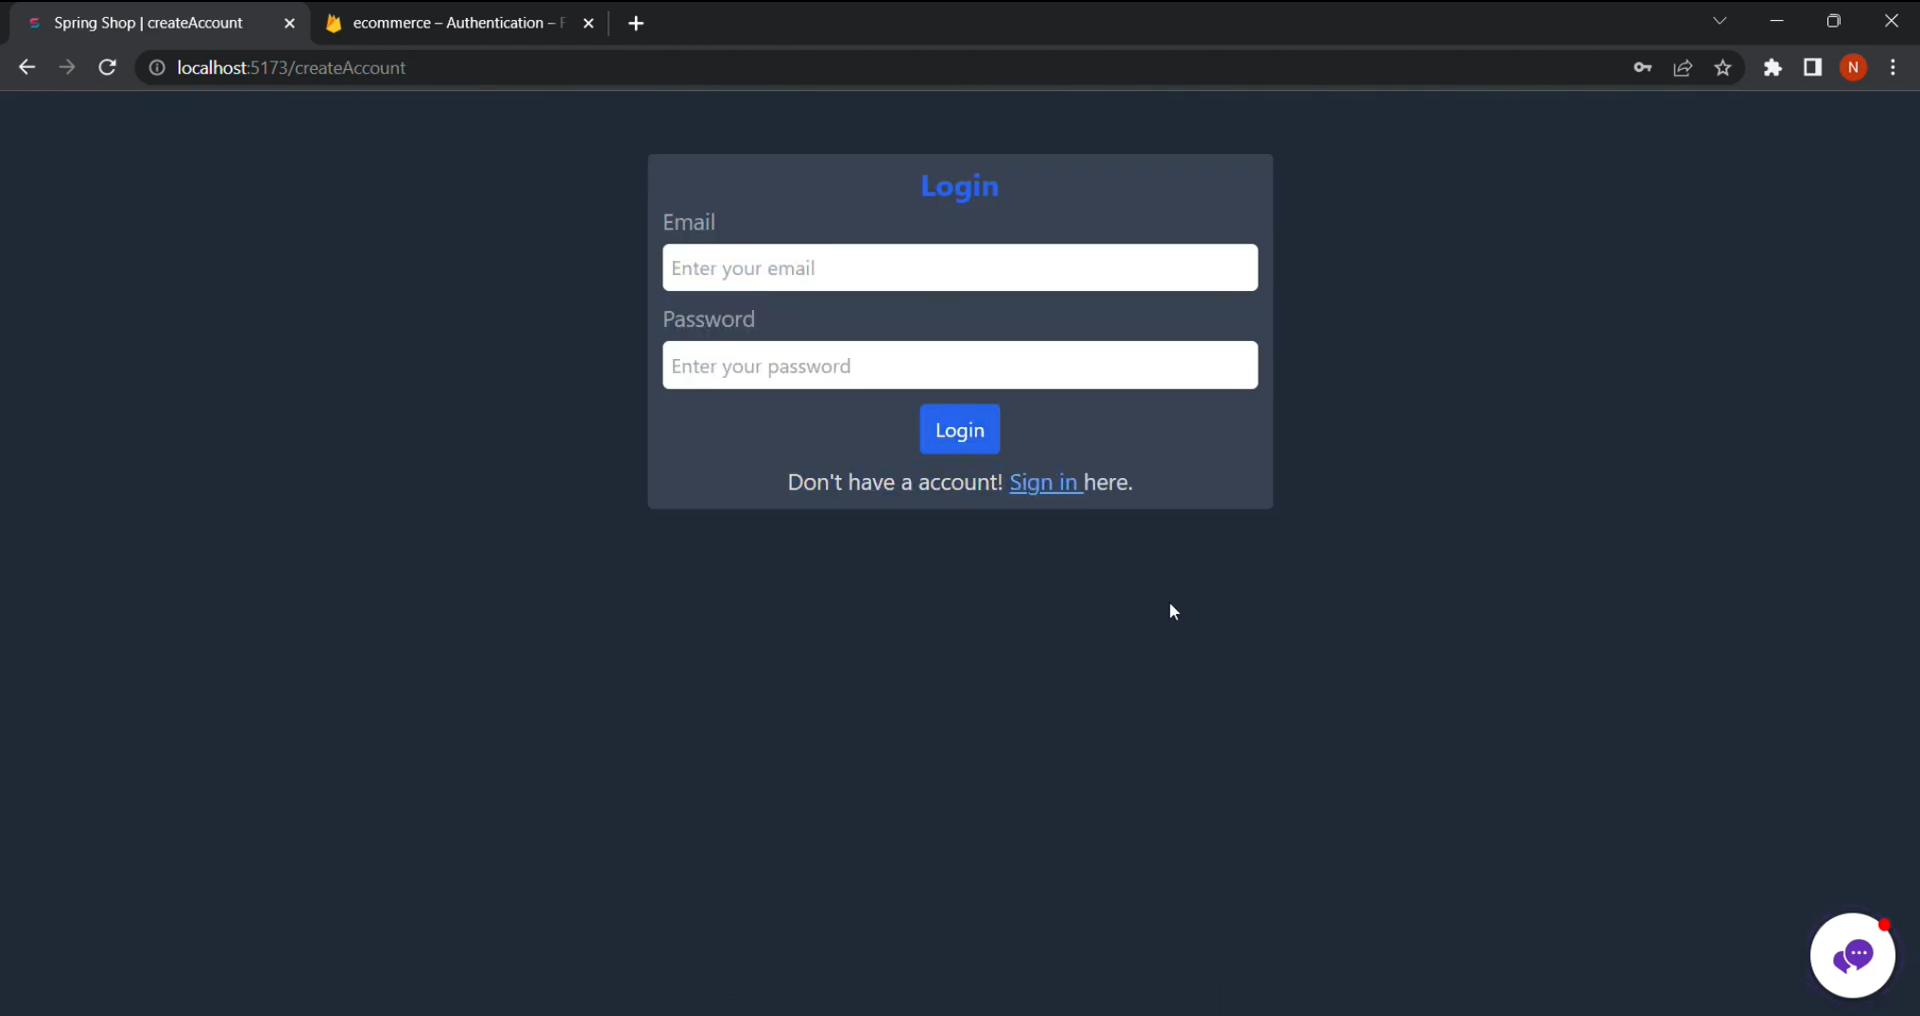 Spring Shop | createAccount
ecommerce – Authentication – F
localhost:5173/createAccount
N
Login
Email
Enter your email
Password
Enter your password
Login
Don't have a account! Sign in here.